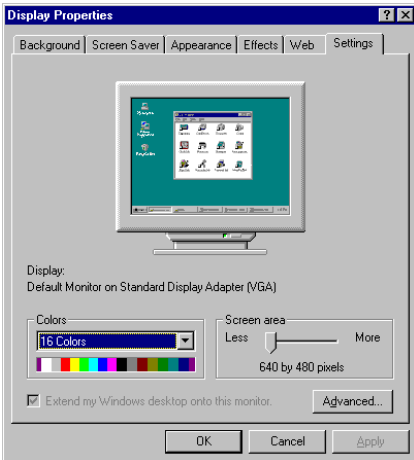 Display Properties
Background Screen Saver Appearance Effects Web Settings
Display:
Default Monitor on Standard Display Adapter (VGA)
Colors
16 Colors
Screen area
Less More
640 by 480 pixels
Extend my Windows desktop onto this monitor.
Advanced...
OK Cancel Apply